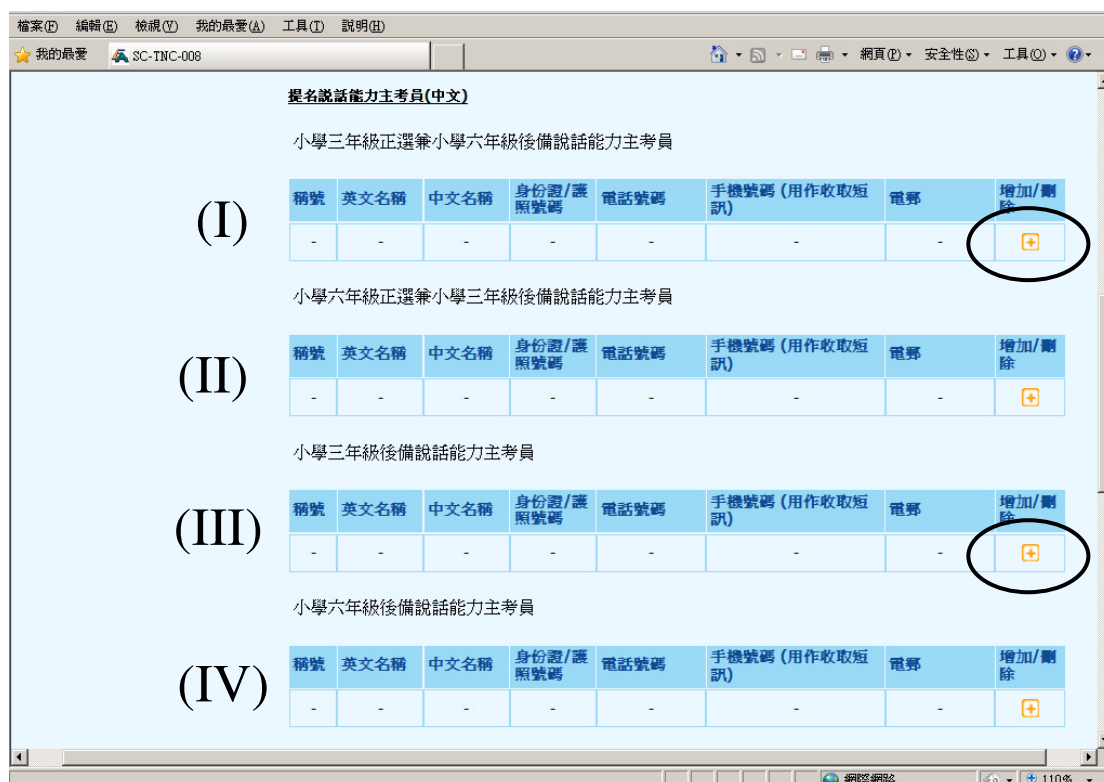 檔案(F) 編輯(E) 檢視(V) 我的最愛(A) 工具(T) 說明(H)
我的最愛 SC-TNC-008 網頁(P) 安全性(S) 工具(O)
提名説話能力主考員(中文)
小學三年級正選兼小學六年級後備說話能力主考員
(I)
稱號 英文名稱 中文名稱 身份證/護照號碼 電話號碼 手機號碼 (用作收取短訊) 電郵 增加/刪除
- - - - - - -
小學六年級正選兼小學三年級後備說話能力主考員
(II)
稱號 英文名稱 中文名稱 身份證/護照號碼 電話號碼 手機號碼 (用作收取短訊) 電郵 增加/刪除
- - - - - - -
小學三年級後備說話能力主考員
(III)
稱號 英文名稱 中文名稱 身份證/護照號碼 電話號碼 手機號碼 (用作收取短訊) 電郵 增加/刪除
- - - - - - -
小學六年級後備說話能力主考員
(IV)
稱號 英文名稱 中文名稱 身份證/護照號碼 電話號碼 手機號碼 (用作收取短訊) 電郵 增加/刪除
- - - - - - -
網際網路 110%